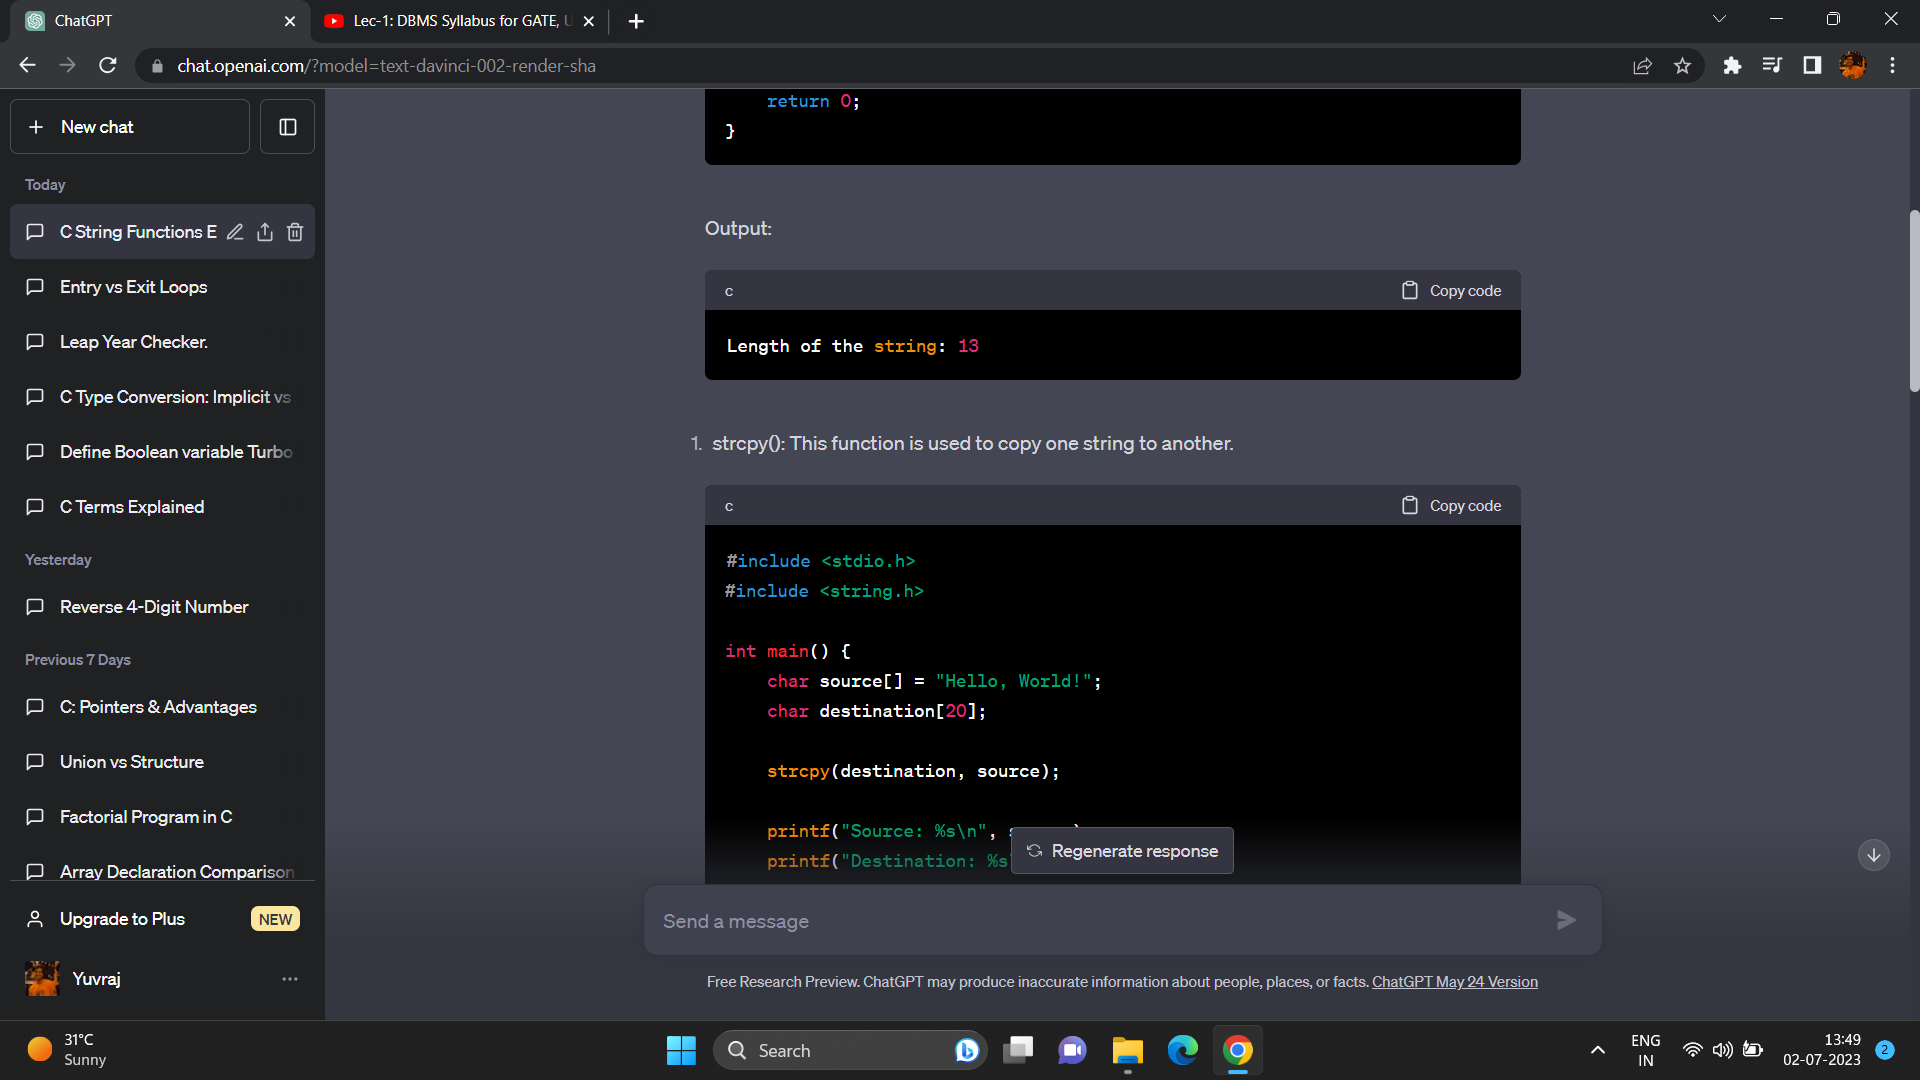 ChatGPT
Lec-1: DBMS Syllabus for GATE, U
chat.openai.com/?model=text-davinci-002-render-sha
New chat
Today
C String Functions E
Entry vs Exit Loops
Leap Year Checker.
C Type Conversion: Implicit vs
Define Boolean variable Turbo
C Terms Explained
Yesterday
Reverse 4-Digit Number
Previous 7 Days
C: Pointers & Advantages
Union vs Structure
Factorial Program in C
Array Declaration Comparison
Upgrade to Plus NEW
Yuvraj
return 0;
}
Output:
c Copy code
Length of the string: 13
1. strcpy(): This function is used to copy one string to another.
c Copy code
#include <stdio.h>
#include <string.h>
int main() {
char source[] = "Hello, World!";
char destination[20];
strcpy(destination, source);
printf("Source: %s\n",
printf("Destination: %s
Regenerate response
Send a message
Free Research Preview. ChatGPT may produce inaccurate information about people, places, or facts. ChatGPT May 24 Version
31°C
Sunny
Search
ENG
IN
13:49
02-07-2023
2